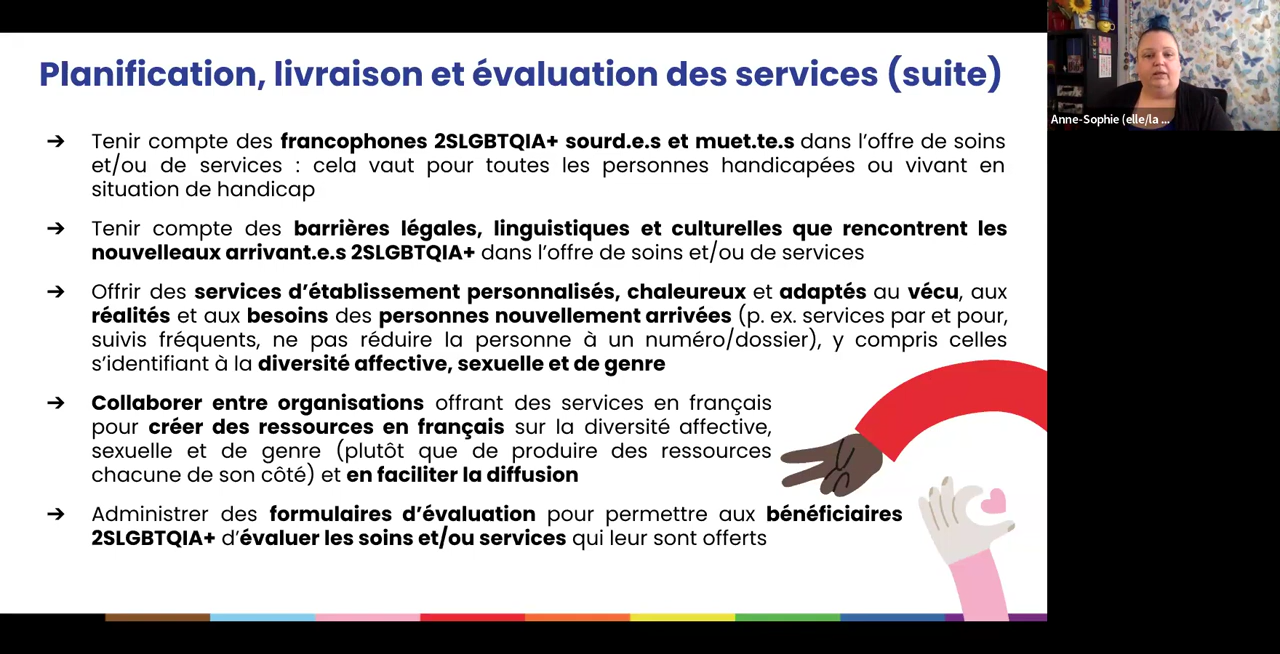 Planification, livraison et évaluation des services (suite)
➔ Tenir compte des francophones 2SLGBTQIA+ sourd.e.s et muet.te.s dans l’offre de soins
et/ou de services : cela vaut pour toutes les personnes handicapées ou vivant en
situation de handicap
➔ Tenir compte des barrières légales, linguistiques et culturelles que rencontrent les
nouvelleaux arrivant.e.s 2SLGBTQIA+ dans l’offre de soins et/ou de services
➔ Offrir des services d’établissement personnalisés, chaleureux et adaptés au vécu, aux
réalités et aux besoins des personnes nouvellement arrivées (p. ex. services par et pour,
suivis fréquents, ne pas réduire la personne à un numéro/dossier), y compris celles
s’identifiant à la diversité affective, sexuelle et de genre
➔ Collaborer entre organisations offrant des services en français
pour créer des ressources en français sur la diversité affective,
sexuelle et de genre (plutôt que de produire des ressources
chacune de son côté) et en faciliter la diffusion
➔ Administrer des formulaires d’évaluation pour permettre aux bénéficiaires
2SLGBTQIA+ d’évaluer les soins et/ou services qui leur sont offerts
Anne-Sophie (elle/la ...